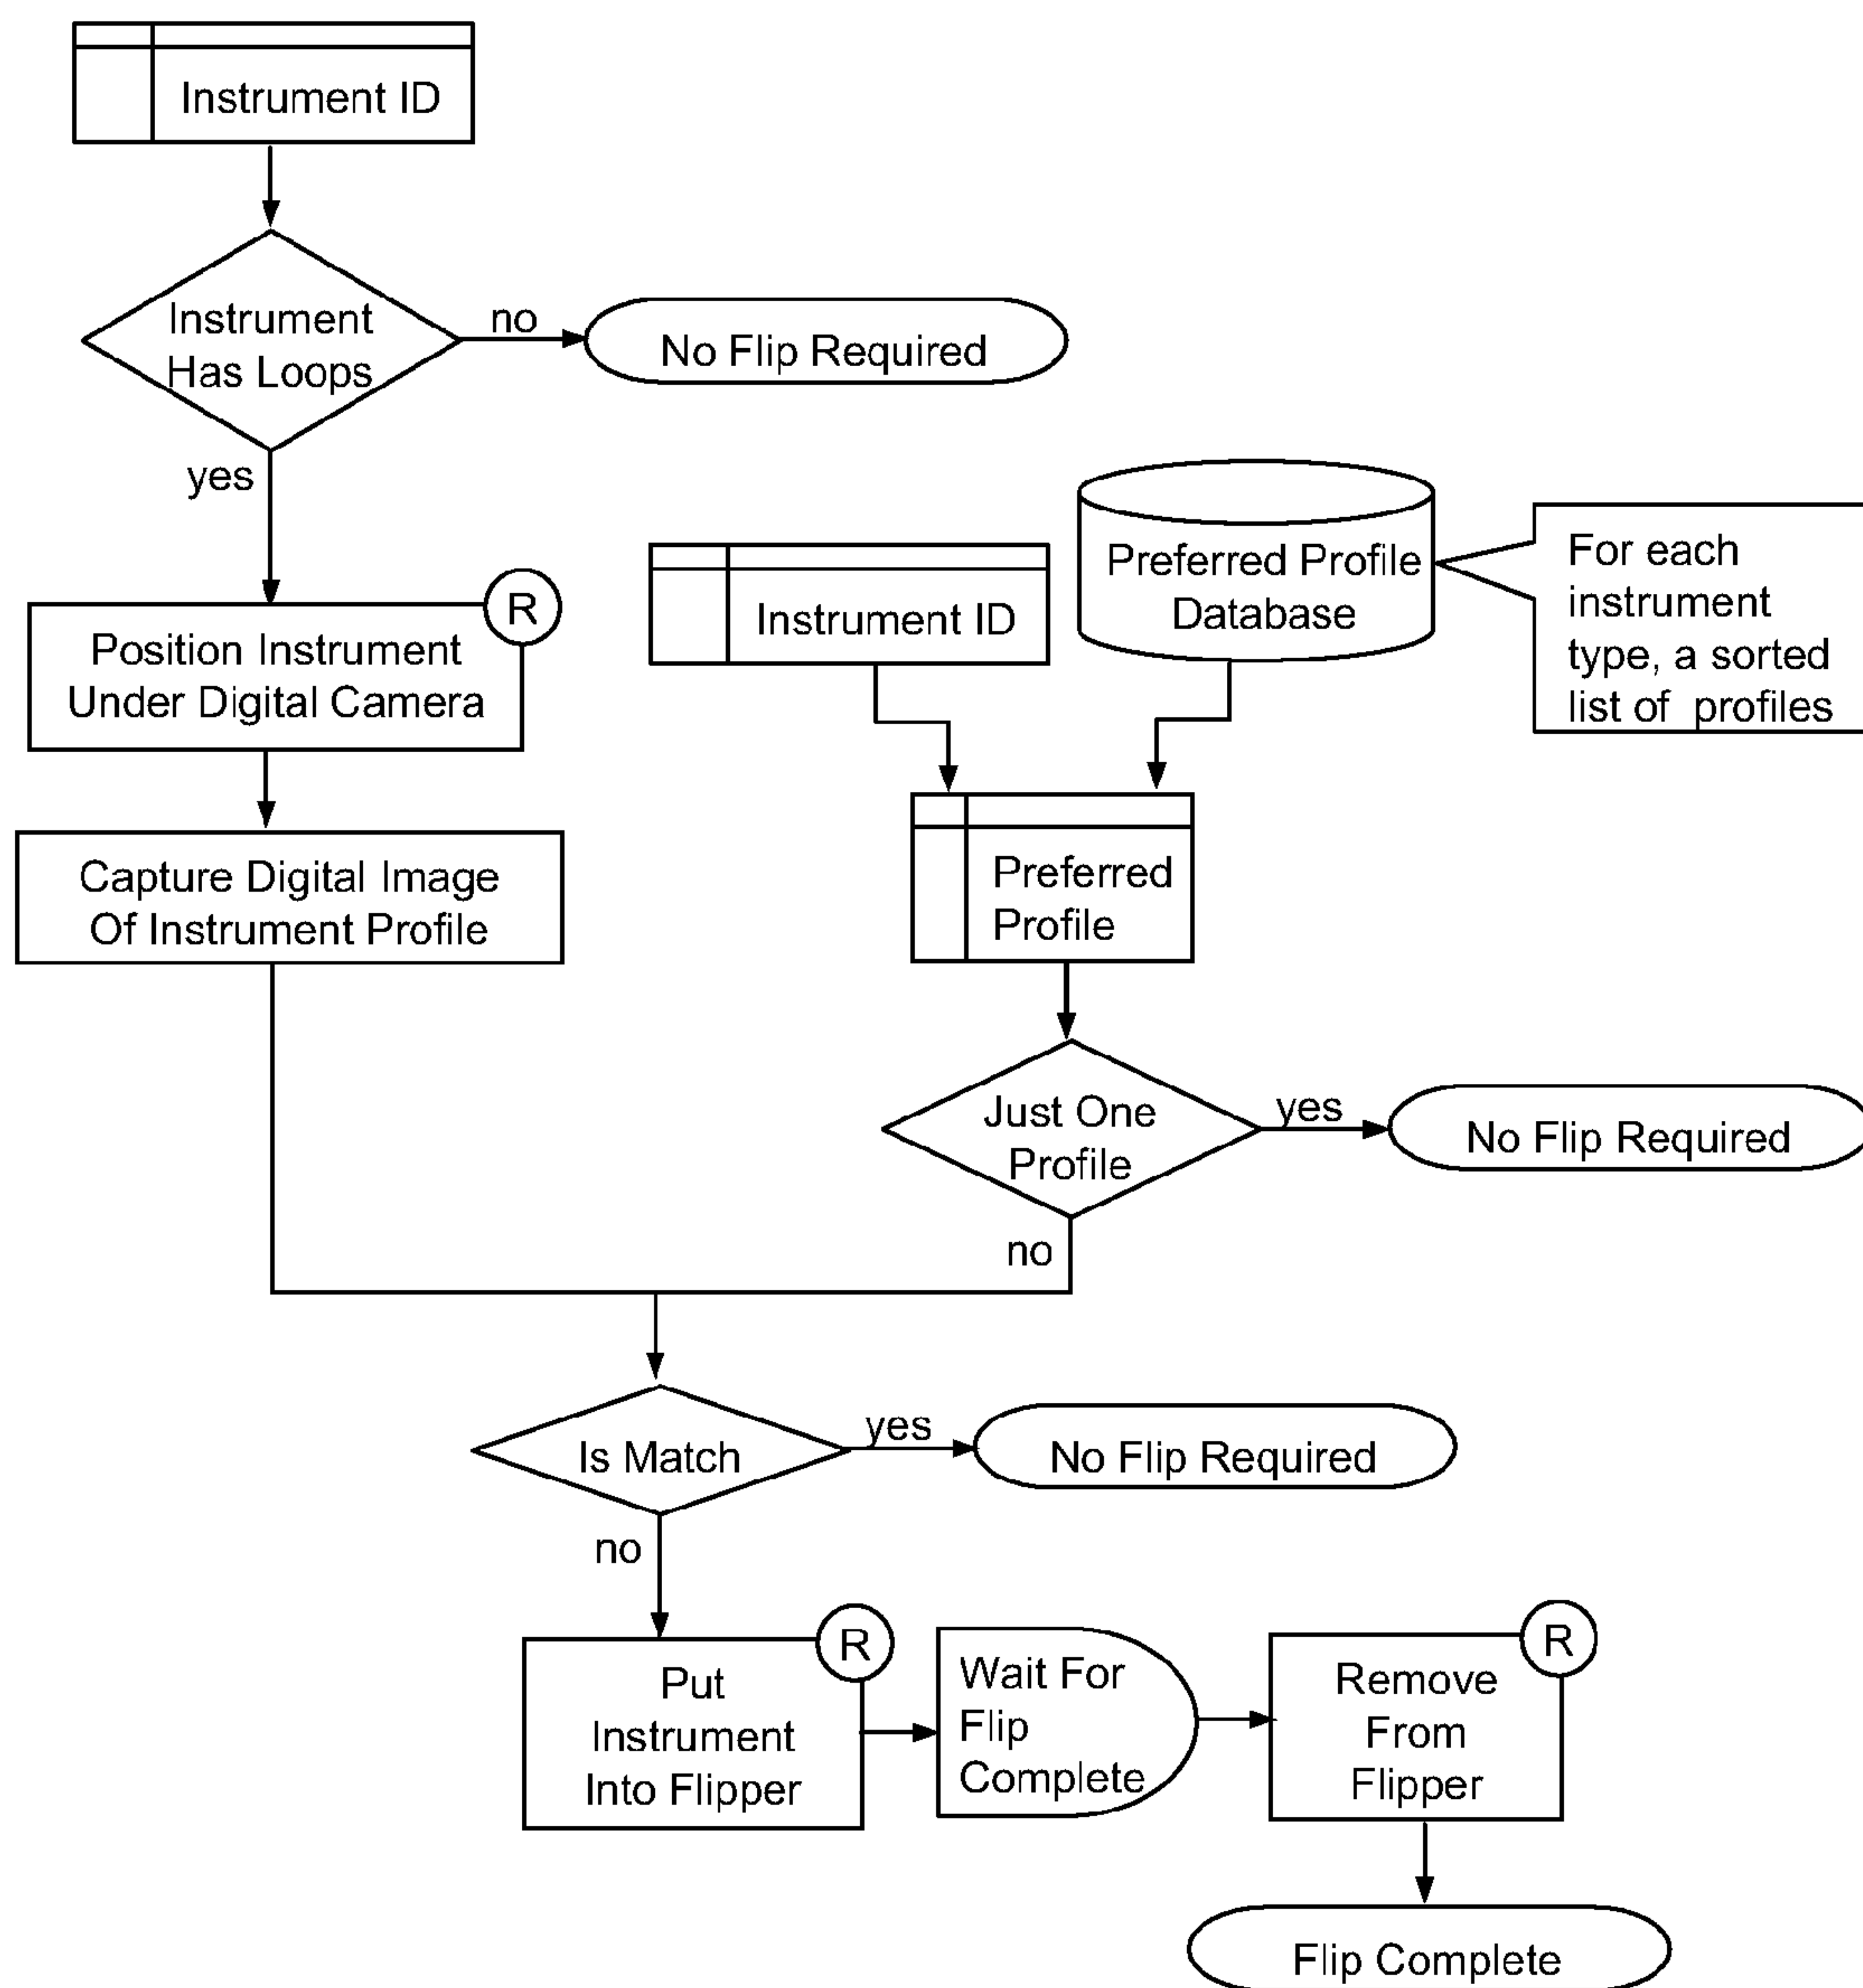 Instrument ID
Instrument
Has Loops
no
No Flip Required
yes
R
Position Instrument
Under Digital Camera
Capture Digital Image
Of Instrument Profile
Instrument ID
Preferred Profile
Database
For each
instrument
type, a sorted
list of profiles
Preferred
Profile
Just One
Profile
yes
No Flip Required
no
Is Match
yes
No Flip Required
no
R
Put
Instrument
Into Flipper
Wait For
Flip
Complete
R
Remove
From
Flipper
Flip Complete